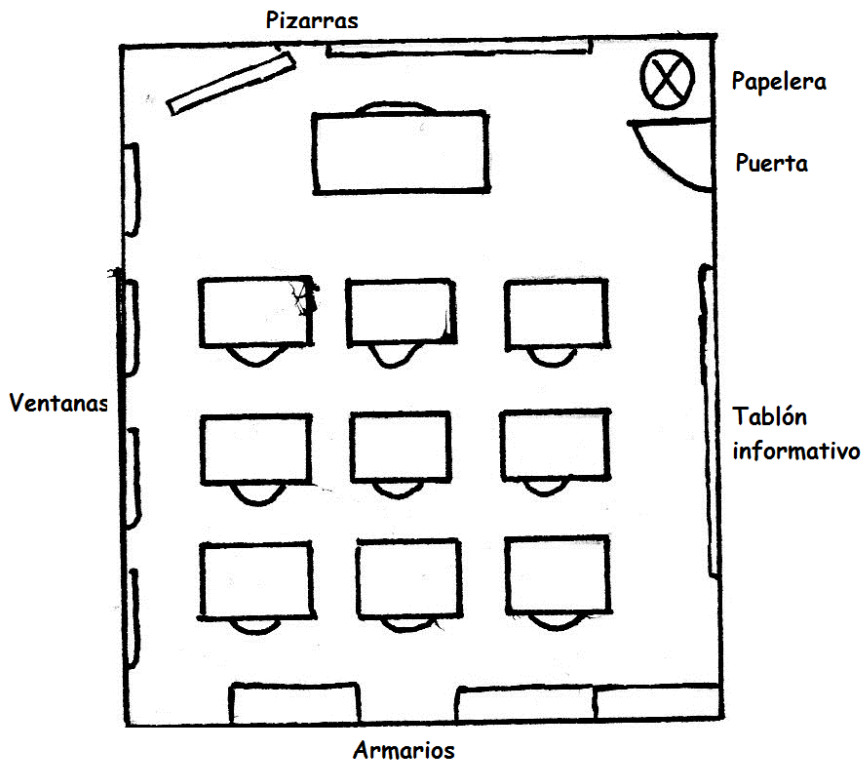 Pizarras
Papelera
Puerta
Ventanas
Tablón
informativo
Armarios